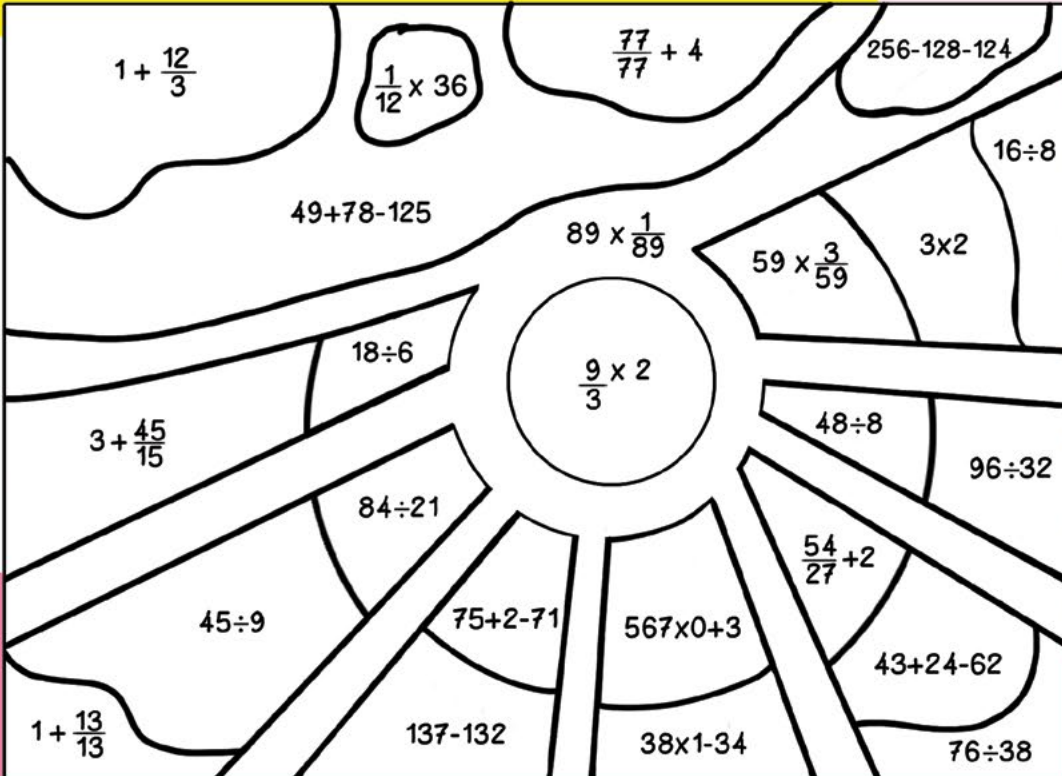 1 + 12/3
1/12 x 36
77/77 + 4
256-128-124
16÷8
49+78-125
89 x 1/89
59 x 3/59
3x2
18÷6
9/3 x 2
3 + 45/15
48÷8
96÷32
84÷21
54/27 +2
45÷9
75+2-71
567x0+3
43+24-62
1 + 13/13
137-132
38x1-34
76÷38